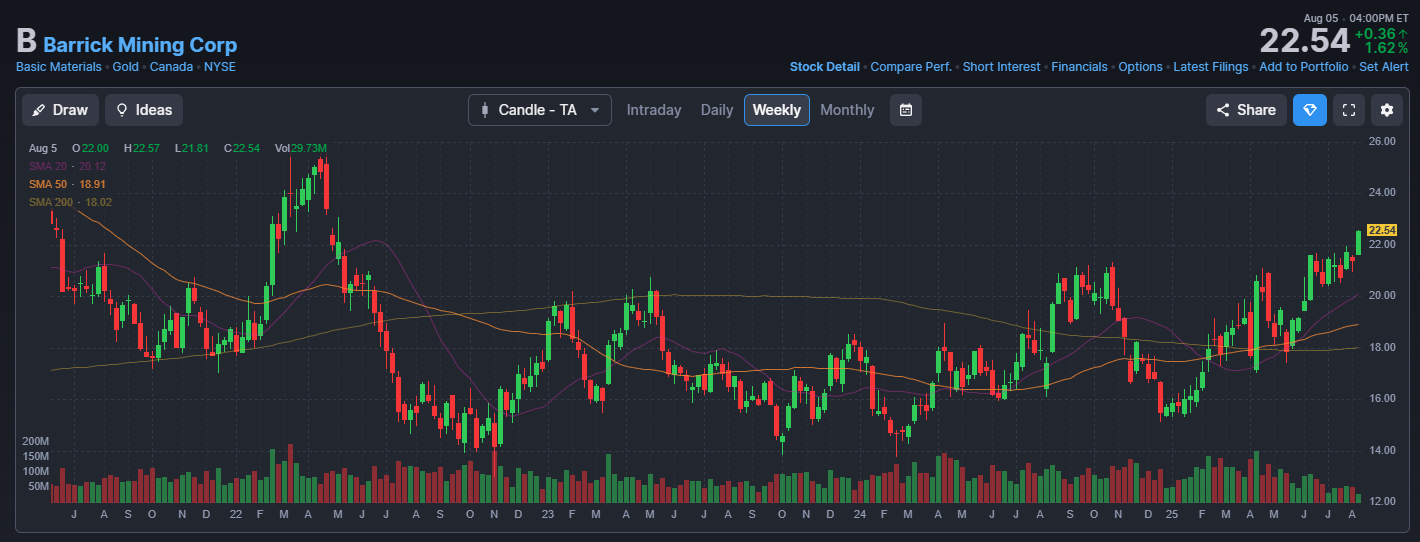 Aug 05 · 04:00PM ET
B Barrick Mining Corp
22.54 +0.36↑
1.62%
Basic Materials • Gold • Canada • NYSE
Stock Detail • Compare Perf. • Short Interest • Financials • Options • Latest Filings • Add to Portfolio • Set Alert
Draw Ideas Candle - TA Intraday Daily Weekly Monthly Share
Aug 5 O 22.00 H 22.57 L 21.81 C 22.54 Vol 29.73M
SMA 20 · 20.12
SMA 50 · 18.91
SMA 200 · 18.02
26.00
24.00
22.54
22.00
20.00
18.00
16.00
14.00
12.00
200M
150M
100M
50M
J A S O N D 22 F M A M J J A S O N D 23 F M A M J J A S O N D 24 F M A M J J A S O N D 25 F M A M J J A